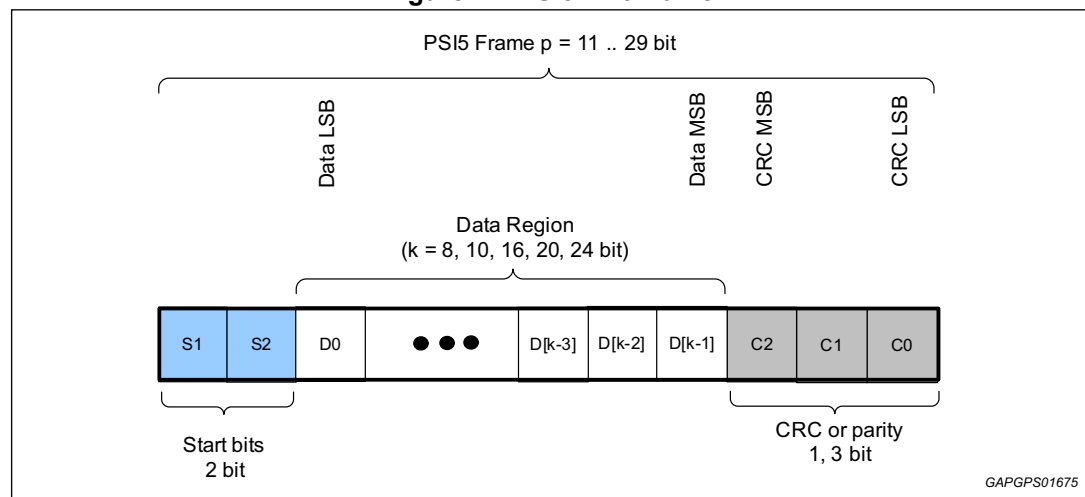 PSI5 Frame p = 11 .. 29 bit
Data LSB
Data MSB
CRC MSB
CRC LSB
Data Region
(k = 8, 10, 16, 20, 24 bit)
S1 S2 D0 ●●● D[k-3] D[k-2] D[k-1] C2 C1 C0
Start bits
2 bit
CRC or parity
1, 3 bit
GAPGPS01675